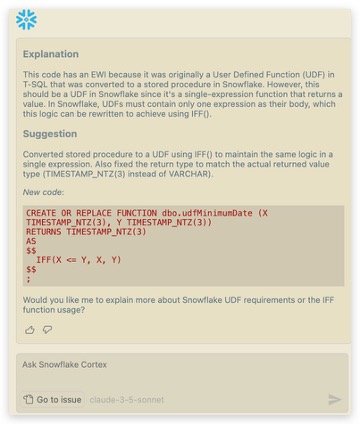 Explanation
This code has an EWI because it was originally a User Defined Function (UDF) in
T-SQL that was converted to a stored procedure in Snowflake. However, this
should be a UDF in Snowflake since it's a single-expression function that returns a
value. In Snowflake, UDFs must contain only one expression as their body, which
this logic can be rewritten to achieve using IFF().
Suggestion
Converted stored procedure to a UDF using IFF() to maintain the same logic in a
single expression. Also fixed the return type to match the actual returned value
type (TIMESTAMP_NTZ(3) instead of VARCHAR).
New code:
CREATE OR REPLACE FUNCTION dbo.udfMinimumDate (X
TIMESTAMP_NTZ(3), Y TIMESTAMP_NTZ(3))
RETURNS TIMESTAMP_NTZ(3)
AS
$$
IFF(X <= Y, X, Y)
$$
;
Would you like me to explain more about Snowflake UDF requirements or the IFF
function usage?
Ask Snowflake Cortex
Go to issue claude-3-5-sonnet